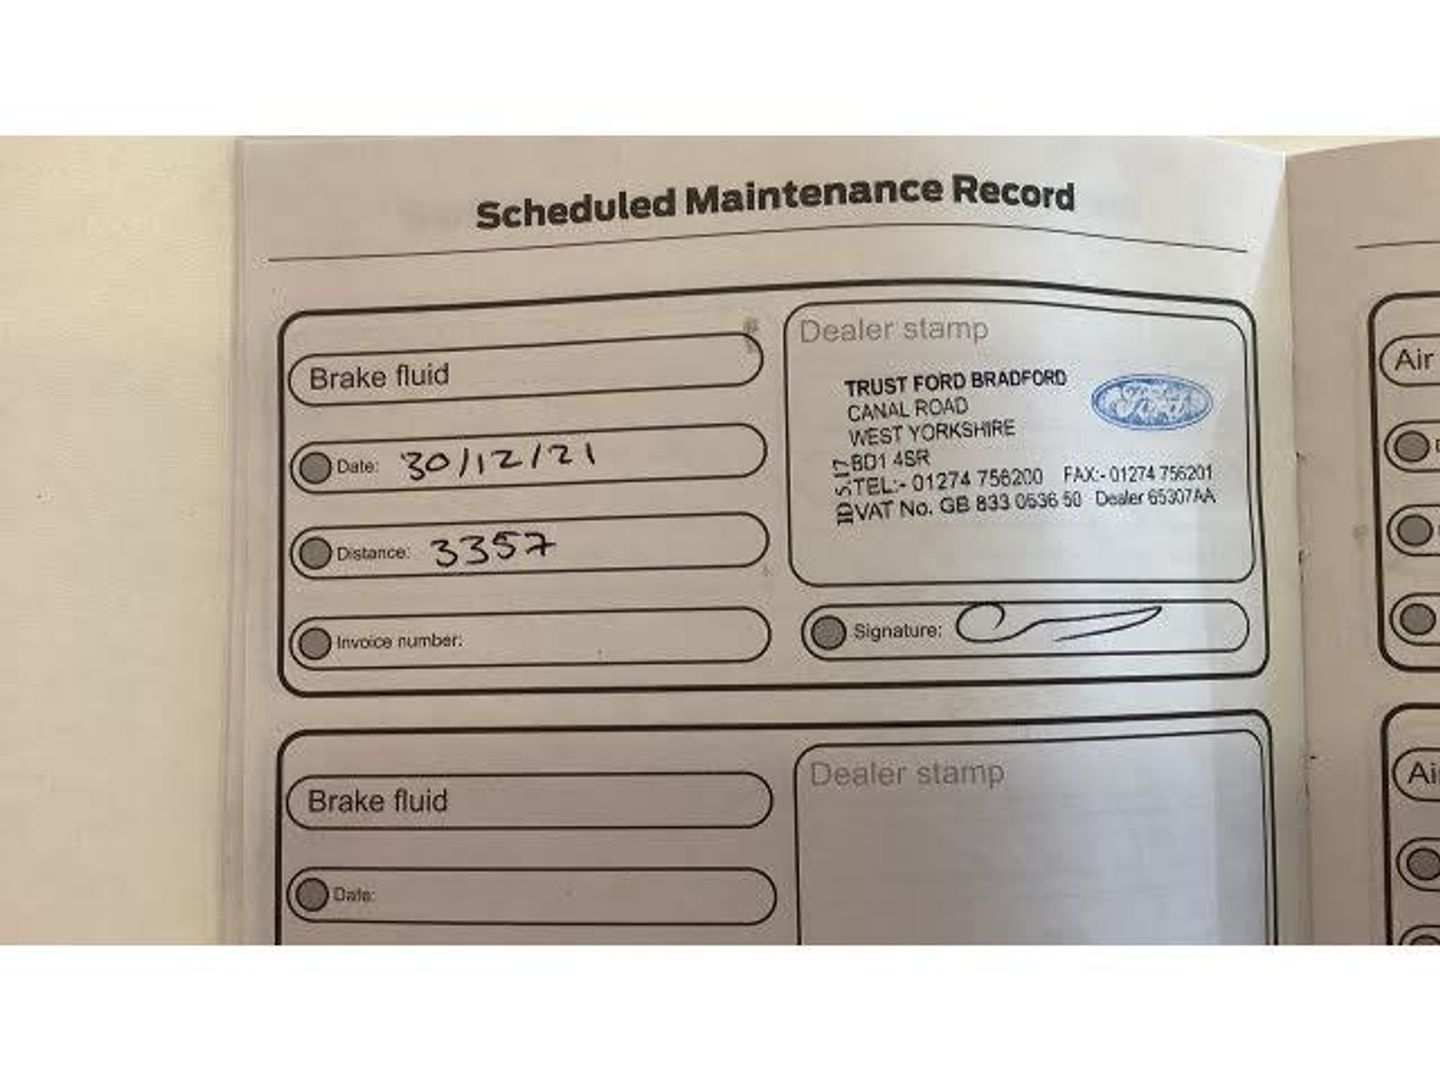 Scheduled Maintenance Record
Brake fluid
Date: 30/12/21
Distance: 3357
Invoice number:
Dealer stamp
TRUST FORD BRADFORD
CANAL ROAD
WEST YORKSHIRE
BD1 4SR
TEL:- 01274 756200 FAX:- 01274 756201
VAT No. GB 833 0636 50 Dealer 65307AA
Ford
Signature:
Brake fluid
Date:
Dealer stamp
Air